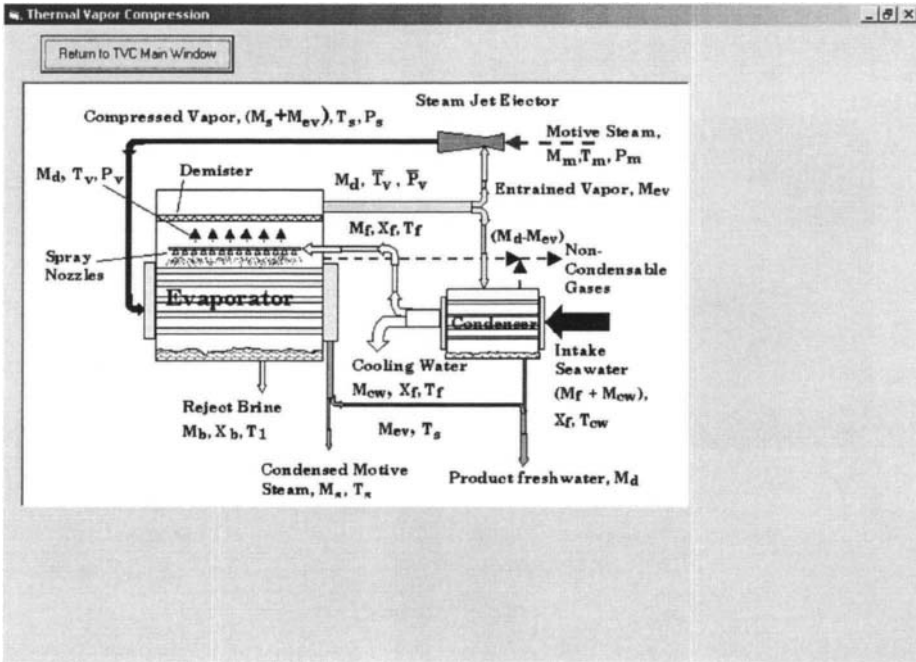 Thermal Vapor Compression
Return to TVC Main Window
Steam Jet Ejector
Compressed Vapor, (Ms+Mev), Ts, Ps
Motive Steam,
Mm,Tm, Pm
Md, Tv, Pv
Demister
Md, T̅v, P̅v
Entrained Vapor, Mev
Mf, Xf, Tf
(Md-Mev)
Spray
Nozzles
Non-
Condensable
Gases
Evaporator
Condenser
Cooling Water
Mcw, Xf, Tf
Intake
Seawater
(Mf + Mcw),
Xf, Tcw
Reject Brine
Mb, Xb, T1
Mev, Ts
Condensed Motive
Steam, Ms, Ts
Product freshwater, Md